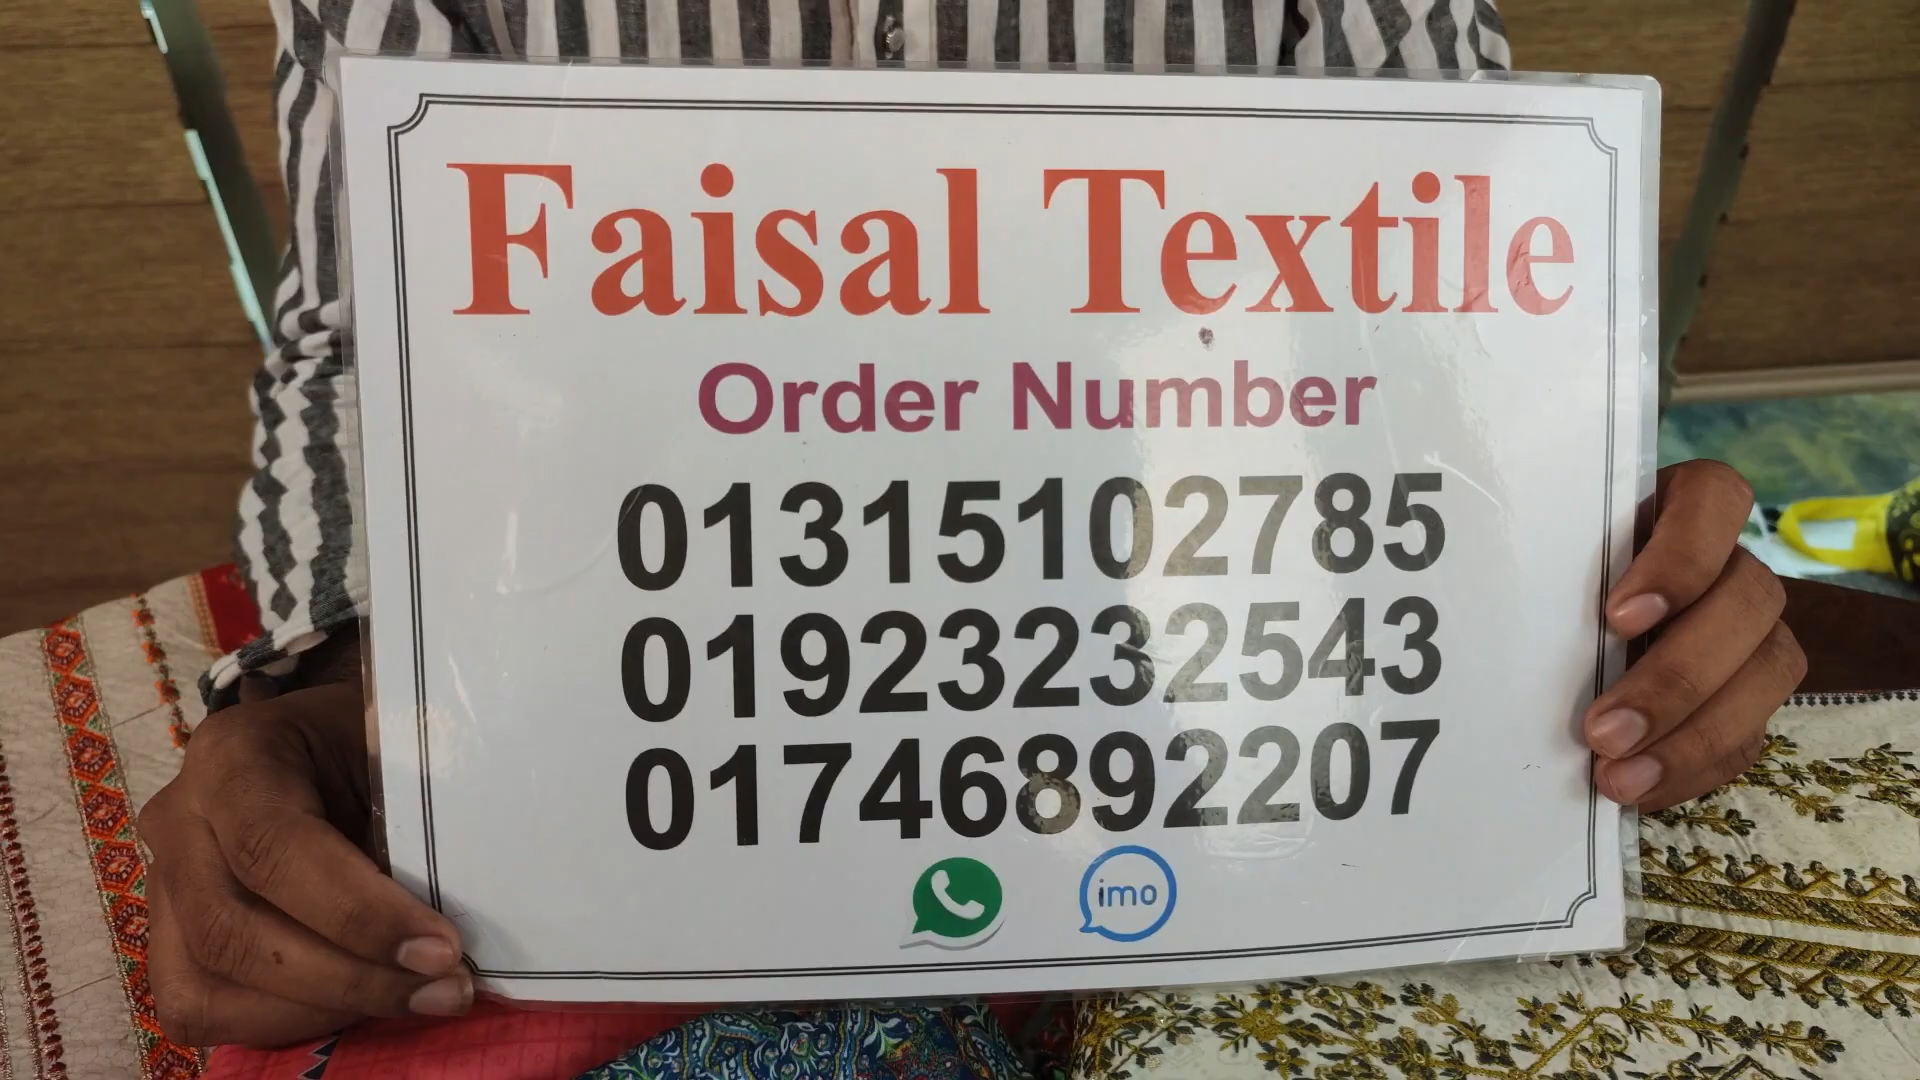 Faisal Textile
Order Number
01315102785
01923232543
01746892207
imo